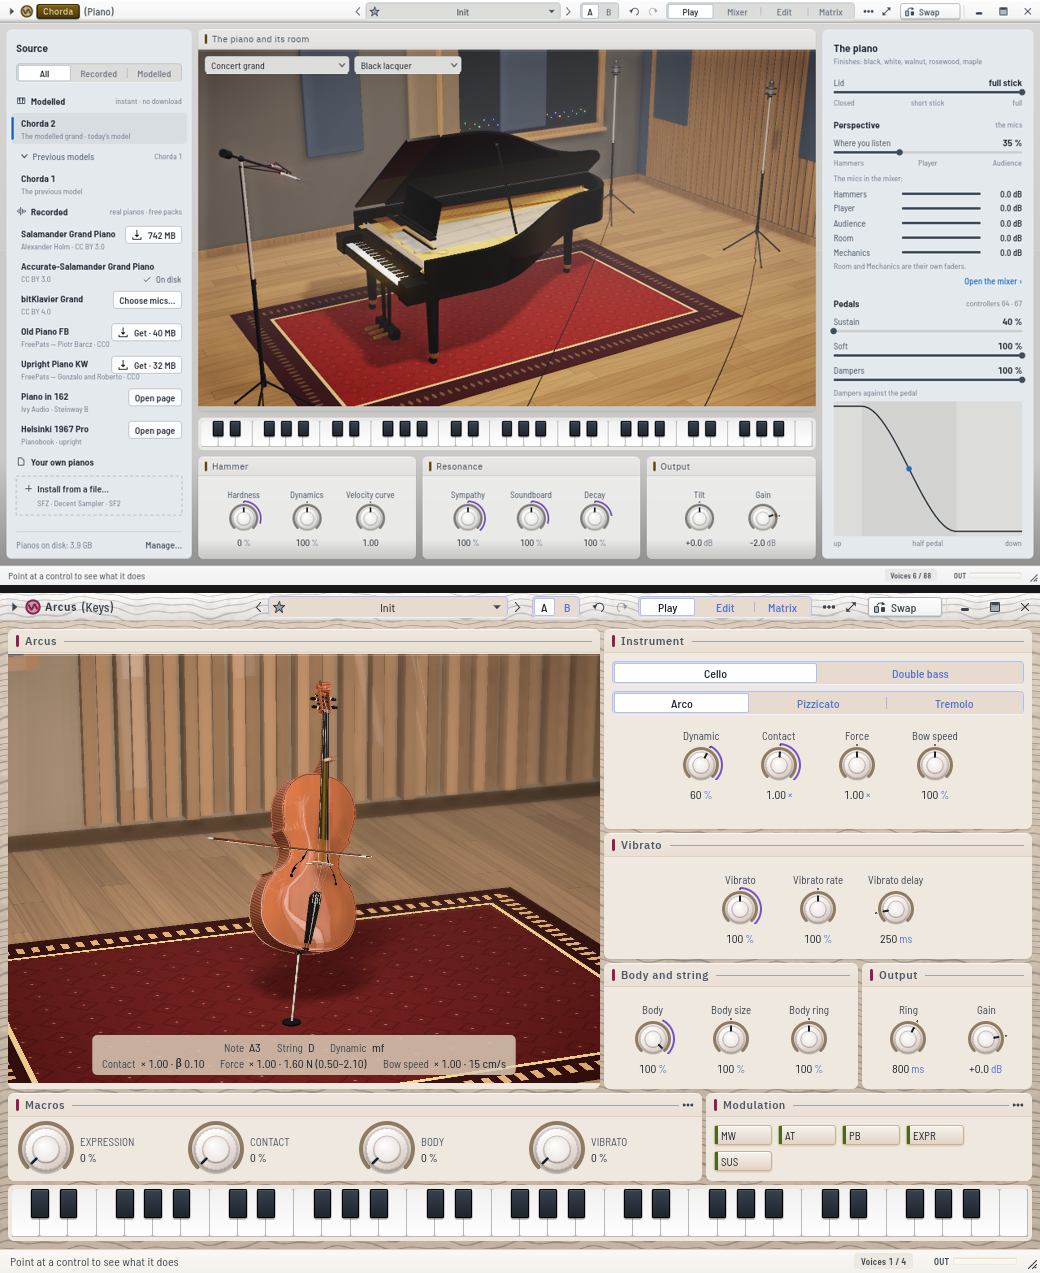 Chorda (Piano)
Init
A B
Play Mixer Edit Matrix
Swap
Source
All Recorded Modelled
Modelled instant · no download
Chorda 2
The modelled grand · today's model
Previous models Chorda 1
Chorda 1
The previous model
Recorded real pianos · free packs
Salamander Grand Piano 742 MB
Alexander Holm · CC BY 3.0
Accurate-Salamander Grand Piano
CC BY 3.0 On disk
bitKlavier Grand Choose mics...
CC BY 4.0
Old Piano FB Get · 40 MB
FreePats — Piotr Barcz · CC0
Upright Piano KW Get · 32 MB
FreePats — Gonzalo and Roberto · CC0
Piano in 162 Open page
Ivy Audio · Steinway B
Helsinki 1967 Pro Open page
Pianobook · upright
Your own pianos
+ Install from a file...
SFZ · Decent Sampler · SF2
Pianos on disk: 3.9 GB Manage...
The piano and its room
Concert grand Black lacquer
Hammer
Hardness Dynamics Velocity curve
0 % 100 % 1.00
Resonance
Sympathy Soundboard Decay
100 % 100 % 100 %
Output
Tilt Gain
+0.0 dB -2.0 dB
The piano
Finishes: black, white, walnut, rosewood, maple
Lid full stick
Closed short stick full
Perspective the mics
Where you listen 35 %
Hammers Player Audience
The mics in the mixer:
Hammers 0.0 dB
Player 0.0 dB
Audience 0.0 dB
Room 0.0 dB
Mechanics 0.0 dB
Room and Mechanics are their own faders.
Open the mixer ›
Pedals controllers 64 · 67
Sustain 40 %
Soft 100 %
Dampers 100 %
Dampers against the pedal
up half pedal down
Point at a control to see what it does
Voices 6 / 88 OUT
Arcus (Keys)
Init
A B
Play Edit Matrix
Swap
Arcus
Note A3 String D Dynamic mf
Contact × 1.00 · β 0.10 Force × 1.00 · 1.60 N (0.50–2.10) Bow speed × 1.00 · 15 cm/s
Instrument
Cello Double bass
Arco Pizzicato Tremolo
Dynamic Contact Force Bow speed
60 % 1.00 × 1.00 × 100 %
Vibrato
Vibrato Vibrato rate Vibrato delay
100 % 100 % 250 ms
Body and string
Body Body size Body ring
100 % 100 % 100 %
Output
Ring Gain
800 ms +0.0 dB
Macros
EXPRESSION CONTACT BODY VIBRATO
0 % 0 % 0 % 0 %
Modulation
MW AT PB EXPR
SUS
Point at a control to see what it does
Voices 1 / 4 OUT